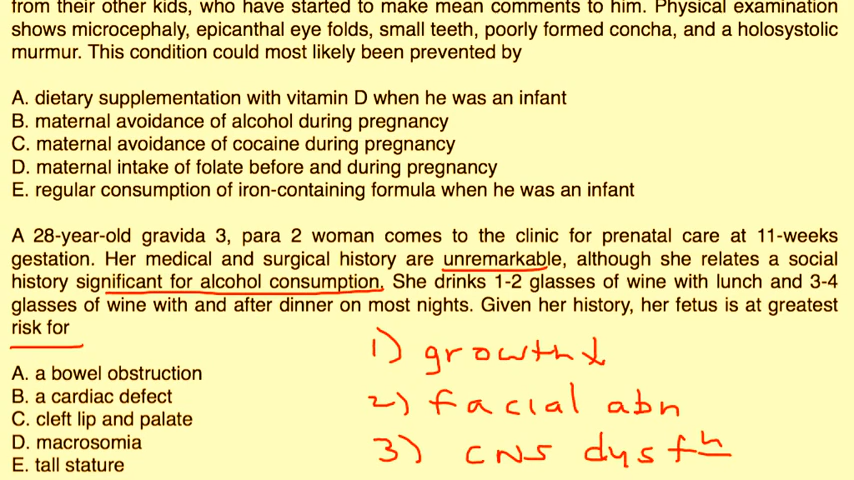 from their other kids, who have started to make mean comments to him. Physical examination
shows microcephaly, epicanthal eye folds, small teeth, poorly formed concha, and a holosystolic
murmur. This condition could most likely been prevented by
A. dietary supplementation with vitamin D when he was an infant
B. maternal avoidance of alcohol during pregnancy
C. maternal avoidance of cocaine during pregnancy
D. maternal intake of folate before and during pregnancy
E. regular consumption of iron-containing formula when he was an infant
A 28-year-old gravida 3, para 2 woman comes to the clinic for prenatal care at 11-weeks
gestation. Her medical and surgical history are unremarkable, although she relates a social
history significant for alcohol consumption. She drinks 1-2 glasses of wine with lunch and 3-4
glasses of wine with and after dinner on most nights. Given her history, her fetus is at greatest
risk for
1) growth ↓
A. a bowel obstruction
B. a cardiac defect
2) facial abn
C. cleft lip and palate
D. macrosomia
3) CNS dysfn
E. tall stature